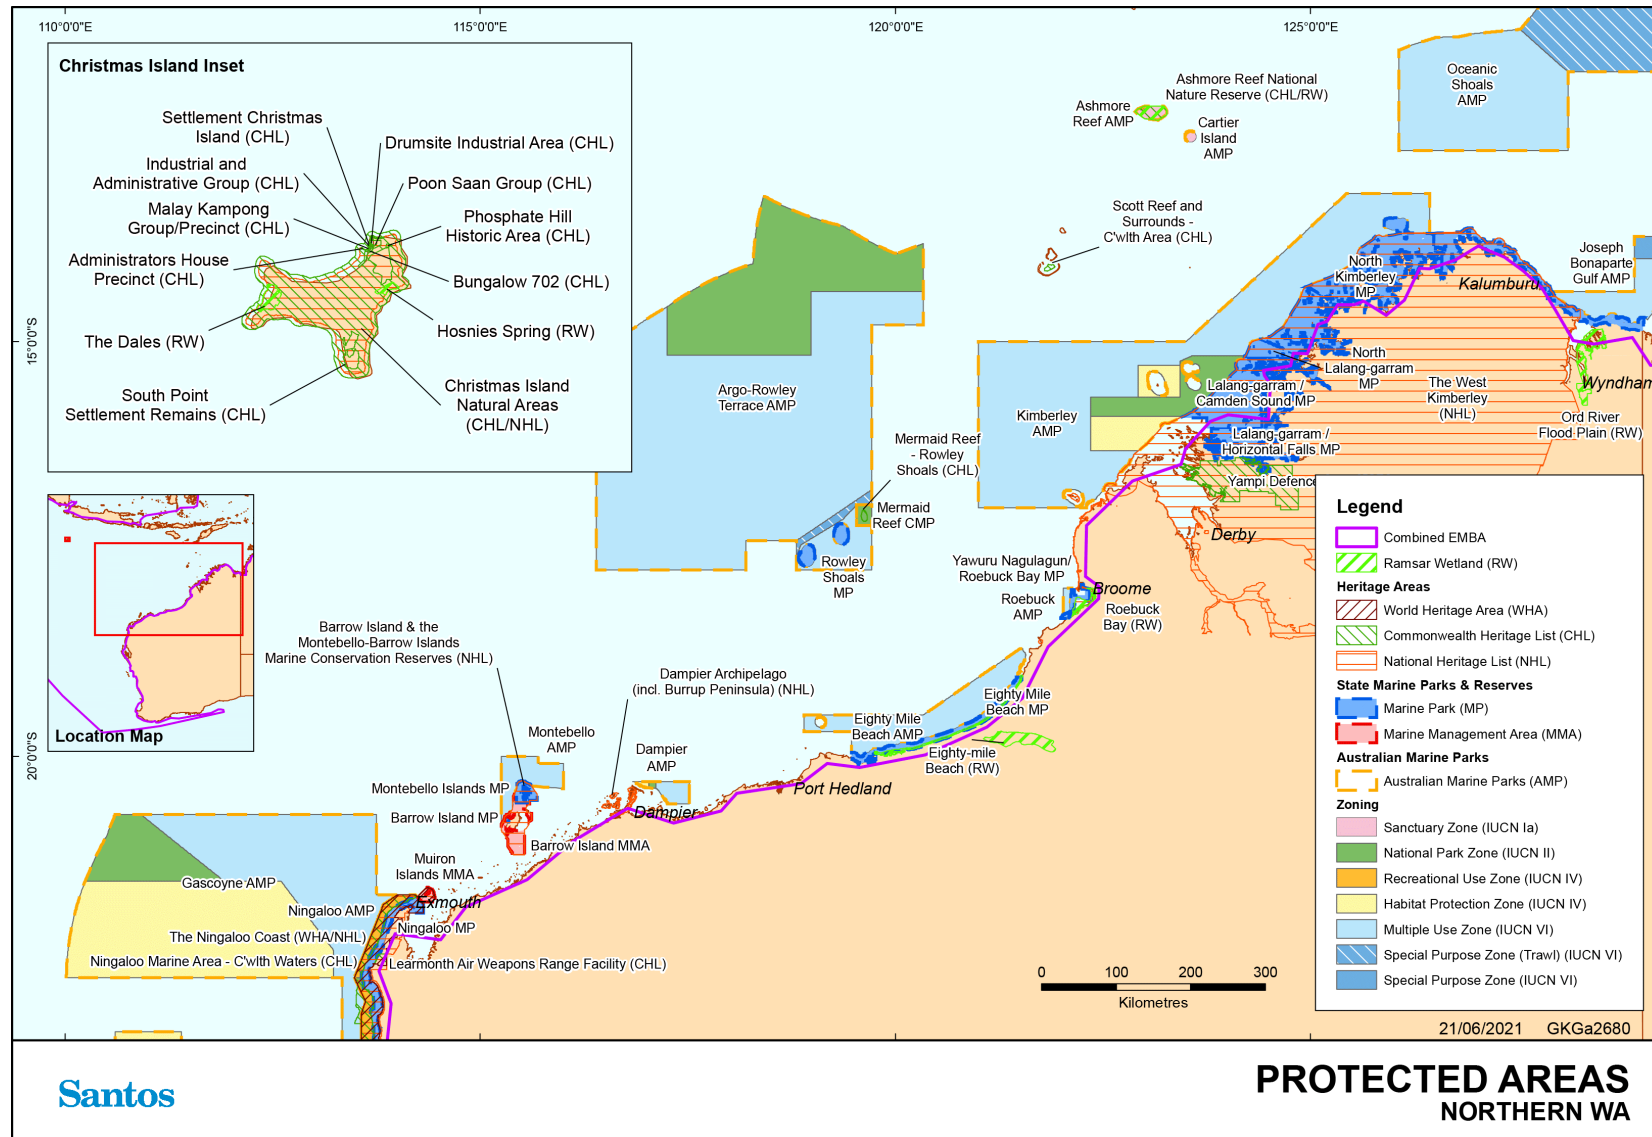 110°0'0"E
115°0'0"E
120°0'0"E
125°0'0"E
15°0'0"S
20°0'0"S
Christmas Island Inset
Settlement Christmas
Island (CHL)
Drumsite Industrial Area (CHL)
Industrial and
Administrative Group (CHL)
Poon Saan Group (CHL)
Malay Kampong
Group/Precinct (CHL)
Phosphate Hill
Historic Area (CHL)
Administrators House
Precinct (CHL)
Bungalow 702 (CHL)
The Dales (RW)
Hosnies Spring (RW)
South Point
Settlement Remains (CHL)
Christmas Island
Natural Areas
(CHL/NHL)
Location Map
Oceanic
Shoals
AMP
Ashmore Reef National
Nature Reserve (CHL/RW)
Ashmore
Reef AMP
Cartier
Island
AMP
Scott Reef and
Surrounds -
C'wlth Area (CHL)
Joseph
Bonaparte
Gulf AMP
North
Kimberley
MP
Kalumburu
North
Lalang-garram
MP
Lalang-garram /
Camden Sound MP
The West
Kimberley
(NHL)
Wyndham
Ord River
Flood Plain (RW)
Lalang-garram /
Horizontal Falls MP
Yampi Defence
Derby
Argo-Rowley
Terrace AMP
Kimberley
AMP
Mermaid Reef
- Rowley
Shoals (CHL)
Mermaid
Reef CMP
Rowley
Shoals
MP
Yawuru Nagulagun/
Roebuck Bay MP
Roebuck
AMP
Broome
Roebuck
Bay (RW)
Barrow Island & the
Montebello-Barrow Islands
Marine Conservation Reserves (NHL)
Dampier Archipelago
(incl. Burrup Peninsula) (NHL)
Eighty Mile
Beach MP
Eighty Mile
Beach AMP
Eighty-mile
Beach (RW)
Montebello
AMP
Dampier
AMP
Montebello Islands MP
Port Hedland
Barrow Island MP
Dampier
Barrow Island MMA
Muiron
Islands MMA
Gascoyne AMP
Exmouth
Ningaloo AMP
Ningaloo MP
The Ningaloo Coast (WHA/NHL)
Ningaloo Marine Area - C'wlth Waters (CHL)
Learmonth Air Weapons Range Facility (CHL)
0 100 200 300
Kilometres
Legend
Combined EMBA
Ramsar Wetland (RW)
Heritage Areas
World Heritage Area (WHA)
Commonwealth Heritage List (CHL)
National Heritage List (NHL)
State Marine Parks & Reserves
Marine Park (MP)
Marine Management Area (MMA)
Australian Marine Parks
Australian Marine Parks (AMP)
Zoning
Sanctuary Zone (IUCN Ia)
National Park Zone (IUCN II)
Recreational Use Zone (IUCN IV)
Habitat Protection Zone (IUCN IV)
Multiple Use Zone (IUCN VI)
Special Purpose Zone (Trawl) (IUCN VI)
Special Purpose Zone (IUCN VI)
21/06/2021 GKGa2680
Santos
PROTECTED AREAS
NORTHERN WA